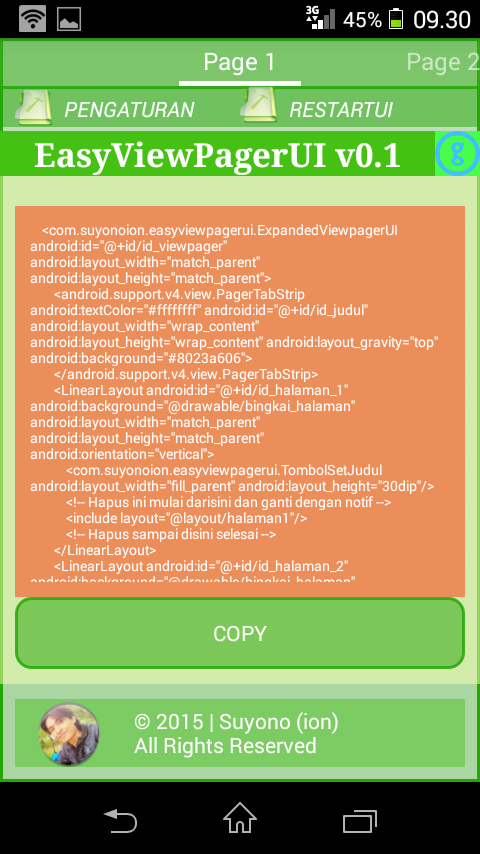 3G 45% 09.30
Page 1 Page 2
PENGATURAN RESTARTUI
EasyViewPagerUI v0.1 g
<com.suyonoion.easyviewpagerui.ExpandedViewpagerUI
android:id="@+id/id_viewpager"
android:layout_width="match_parent"
android:layout_height="match_parent">
<android.support.v4.view.PagerTabStrip
android:textColor="#ffffffff" android:id="@+id/id_judul"
android:layout_width="wrap_content"
android:layout_height="wrap_content" android:layout_gravity="top"
android:background="#8023a606">
</android.support.v4.view.PagerTabStrip>
<LinearLayout android:id="@+id/id_halaman_1"
android:background="@drawable/bingkai_halaman"
android:layout_width="match_parent"
android:layout_height="match_parent"
android:orientation="vertical">
<com.suyonoion.easyviewpagerui.TombolSetJudul
android:layout_width="fill_parent" android:layout_height="30dip"/>
<!-- Hapus ini mulai darisini dan ganti dengan notif -->
<include layout="@layout/halaman1"/>
<!-- Hapus sampai disini selesai -->
</LinearLayout>
<LinearLayout android:id="@+id/id_halaman_2"
android:background="@drawable/bingkai_halaman"
COPY
© 2015 | Suyono (ion)
All Rights Reserved